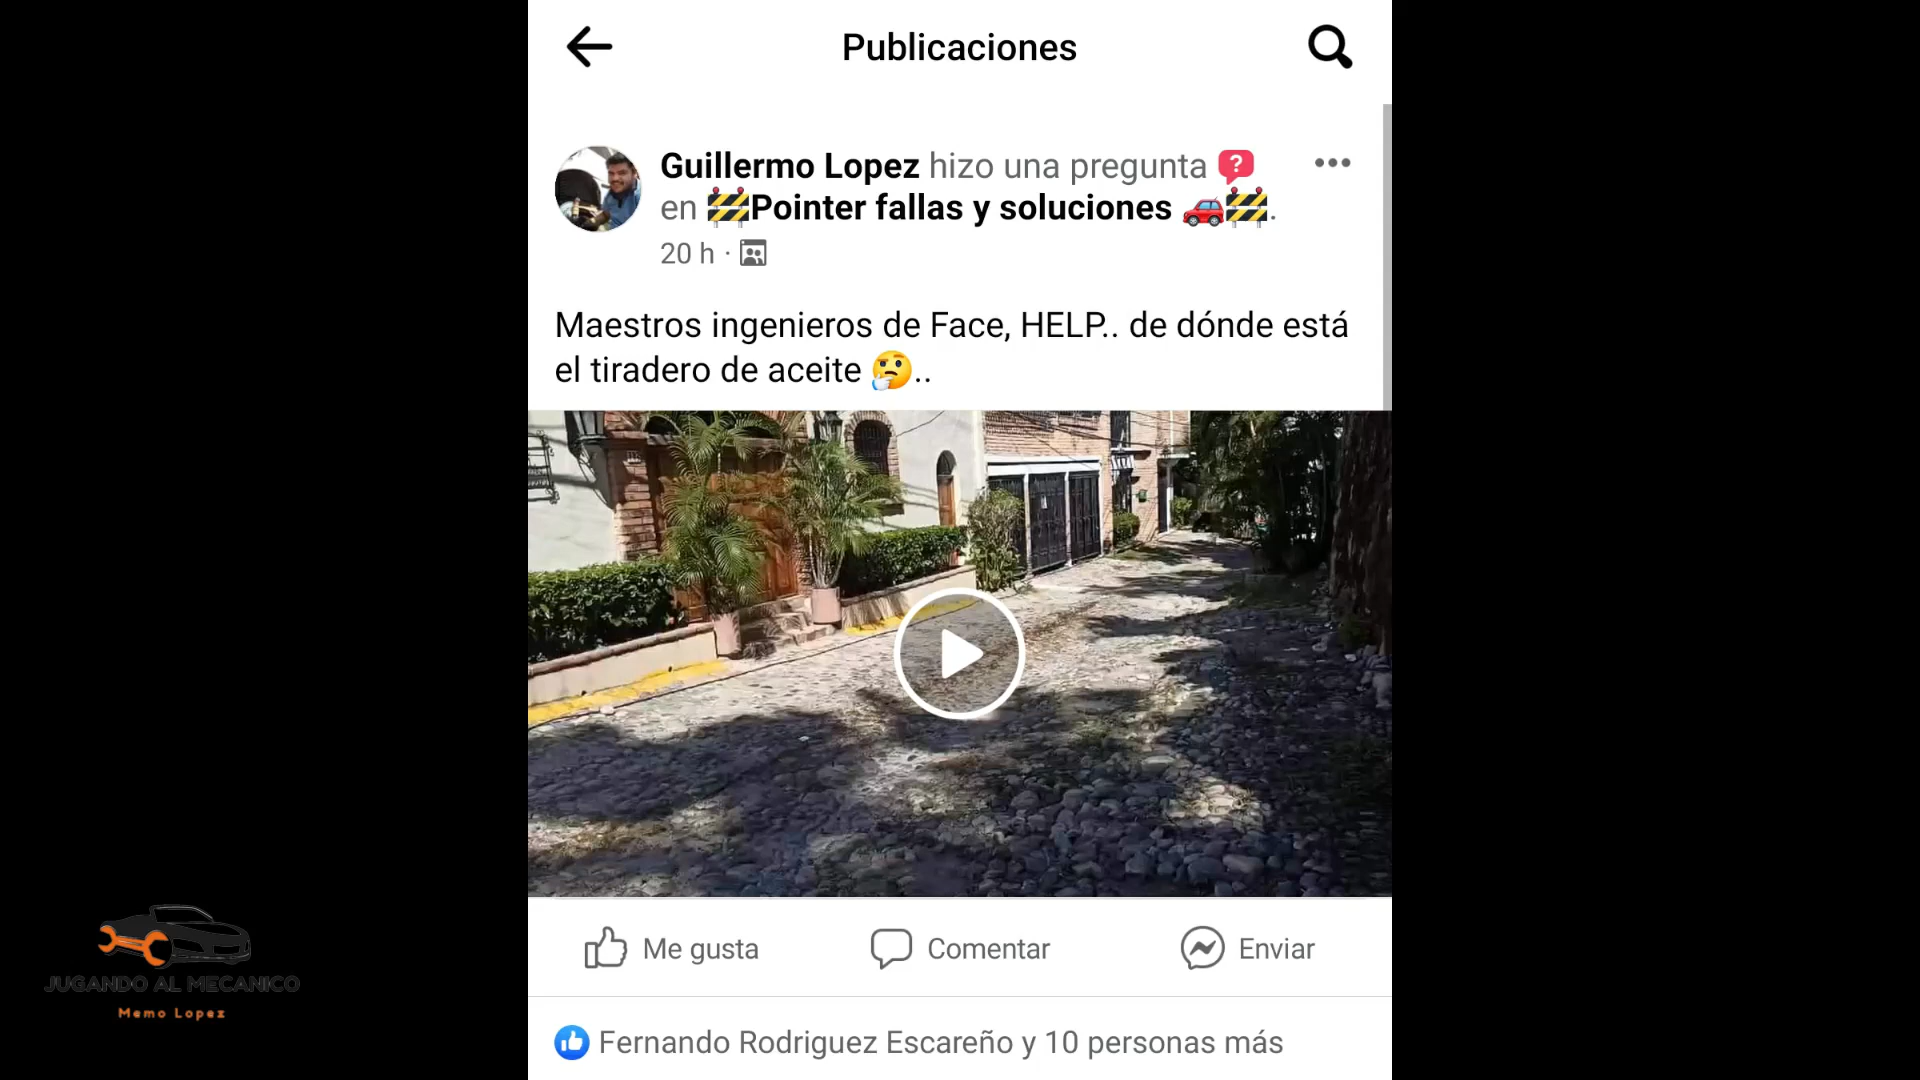 Publicaciones
Guillermo Lopez hizo una pregunta
en 🚧Pointer fallas y soluciones 🚗🚧.
20 h ·
Maestros ingenieros de Face, HELP.. de dónde está
el tiradero de aceite 🤔..
Me gusta
Comentar
Enviar
Fernando Rodriguez Escareño y 10 personas más
JUGANDO AL MECANICO
Memo Lopez